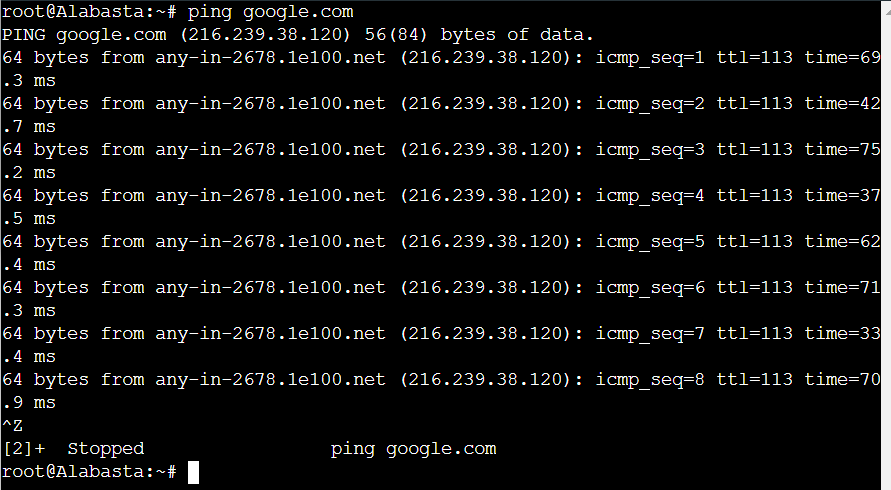 root@Alabasta:~# ping google.com
PING google.com (216.239.38.120) 56(84) bytes of data.
64 bytes from any-in-2678.1e100.net (216.239.38.120): icmp_seq=1 ttl=113 time=69
.3 ms
64 bytes from any-in-2678.1e100.net (216.239.38.120): icmp_seq=2 ttl=113 time=42
.7 ms
64 bytes from any-in-2678.1e100.net (216.239.38.120): icmp_seq=3 ttl=113 time=75
.2 ms
64 bytes from any-in-2678.1e100.net (216.239.38.120): icmp_seq=4 ttl=113 time=37
.5 ms
64 bytes from any-in-2678.1e100.net (216.239.38.120): icmp_seq=5 ttl=113 time=62
.4 ms
64 bytes from any-in-2678.1e100.net (216.239.38.120): icmp_seq=6 ttl=113 time=71
.3 ms
64 bytes from any-in-2678.1e100.net (216.239.38.120): icmp_seq=7 ttl=113 time=33
.4 ms
64 bytes from any-in-2678.1e100.net (216.239.38.120): icmp_seq=8 ttl=113 time=70
.9 ms
^Z
[2]+  Stopped                 ping google.com
root@Alabasta:~#